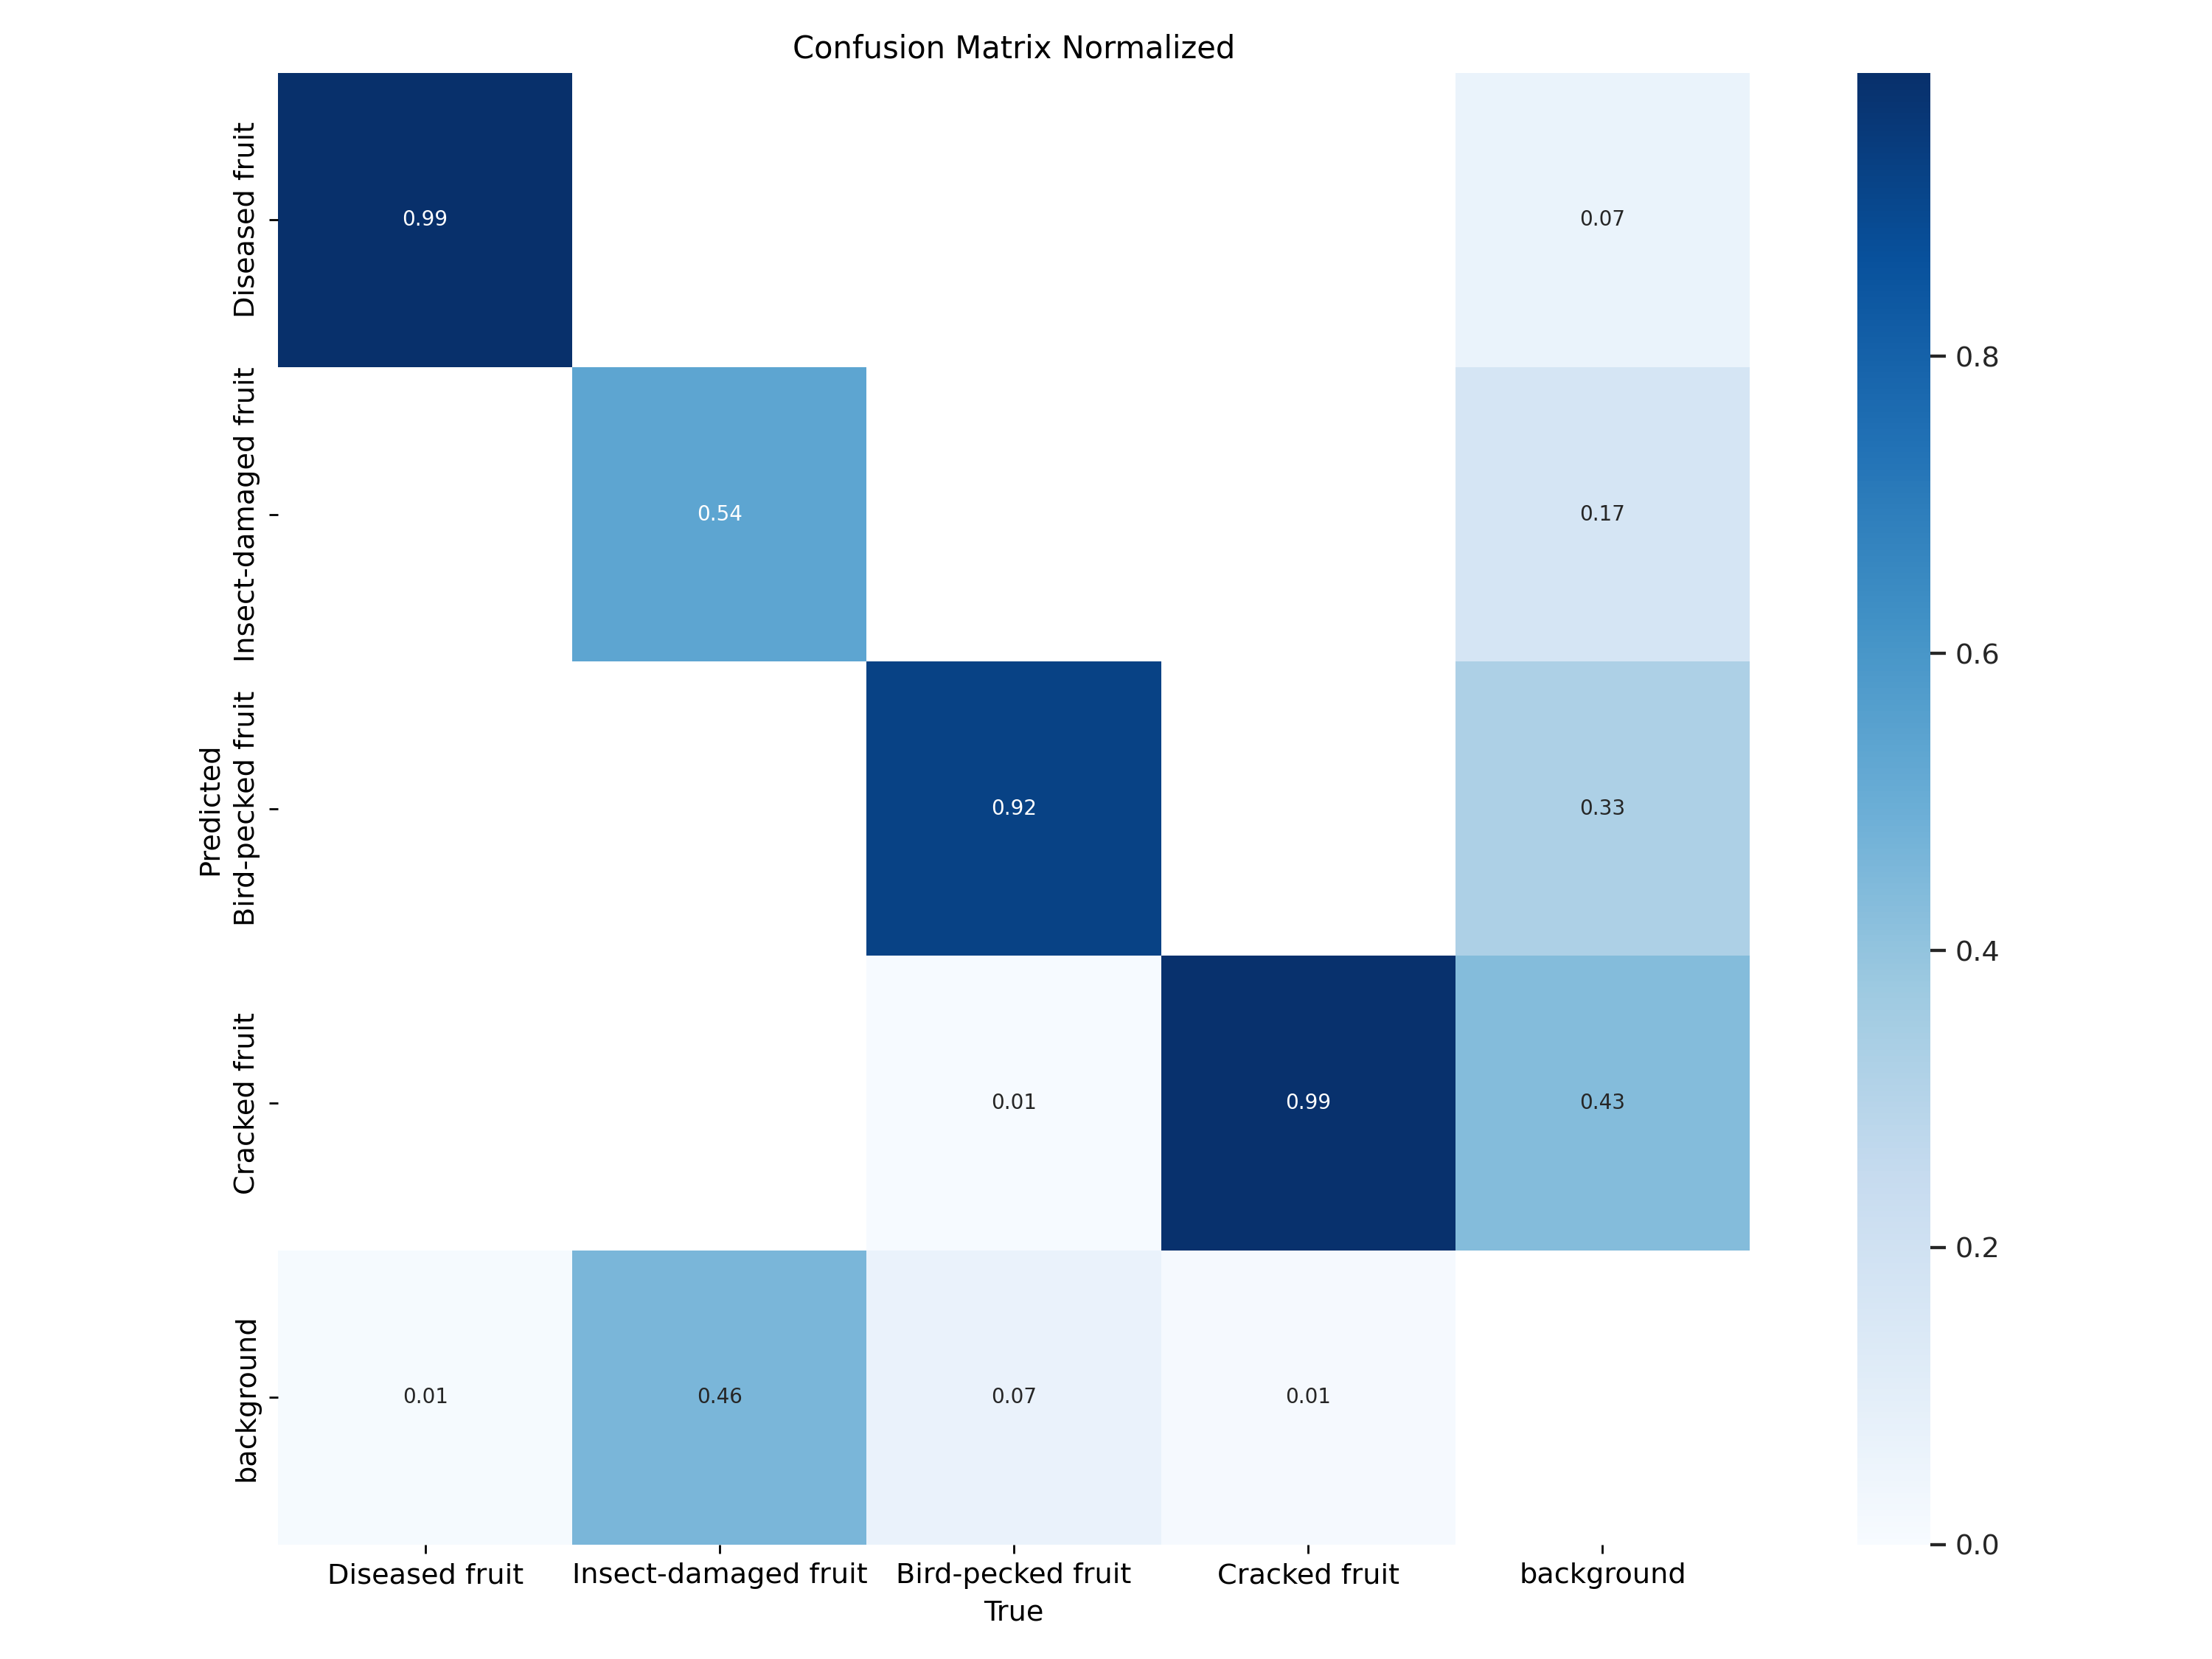 Confusion Matrix Normalized
Diseased fruit
0.99
0.07
Insect-damaged fruit
0.54
0.17
Predicted
Bird-pecked fruit
0.92
0.33
Cracked fruit
0.01
0.99
0.43
background
0.01
0.46
0.07
0.01
Diseased fruit
Insect-damaged fruit
Bird-pecked fruit
Cracked fruit
background
True
0.8
0.6
0.4
0.2
0.0